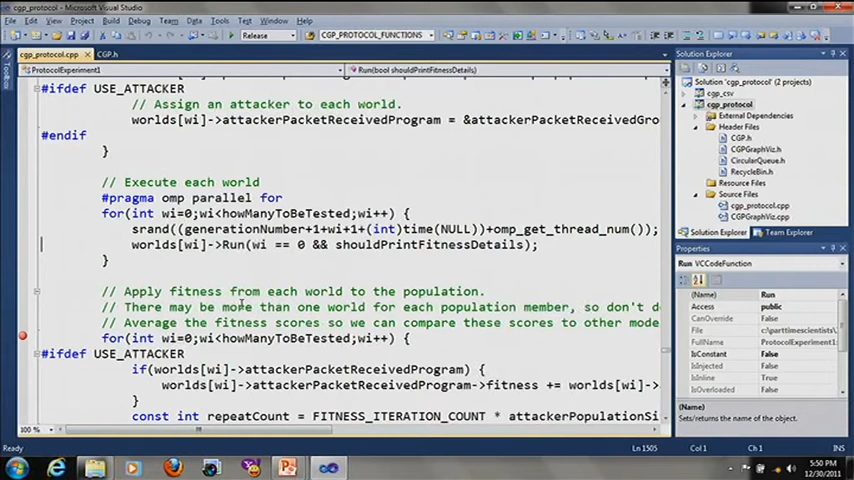 cgp_protocol - Microsoft Visual Studio
File Edit View Project Build Debug Team Data Tools Test Window Help
Release CGP_PROTOCOL_FUNCTIONS
Toolbox
cgp_protocol.cpp CGP.h
ProtocolExperiment1 Run(bool shouldPrintFitnessDetails)
#ifdef USE_ATTACKER
// Assign an attacker to each world.
worlds[wi]->attackerPacketReceivedProgram = &attackerPacketReceivedGro
#endif
}
// Execute each world
#pragma omp parallel for
for(int wi=0;wi<howManyToBeTested;wi++) {
srand((generationNumber+1+wi+1+(int)time(NULL))+omp_get_thread_num());
worlds[wi]->Run(wi == 0 && shouldPrintFitnessDetails);
}
// Apply fitness from each world to the population.
// There may be more than one world for each population member, so don't d
// Average the fitness scores so we can compare these scores to other mode
for(int wi=0;wi<howManyToBeTested;wi++) {
#ifdef USE_ATTACKER
if(worlds[wi]->attackerPacketReceivedProgram) {
worlds[wi]->attackerPacketReceivedProgram->fitness += worlds[wi]->
}
const int repeatCount = FITNESS_ITERATION_COUNT * attackerPopulationSi
100 %
Solution Explorer
Solution 'cgp_protocol' (2 projects)
cgp_csv
cgp_protocol
External Dependencies
Header Files
CGP.h
CGPGraphViz.h
CircularQueue.h
RecycleBin.h
Resource Files
Source Files
cgp_protocol.cpp
CGPGraphViz.cpp
Solution Explorer Team Explorer
Properties
Run VCCodeFunction
(Name) Run
Access public
CanOverride False
File c:\parttimescientists\
FullName ProtocolExperiment1:
IsConstant False
IsInjected False
IsInline True
IsOverloaded False
(Name)
Sets/returns the name of the object.
Ready Ln 1505 Col 1 Ch 1 INS
5:50 PM
12/30/2011